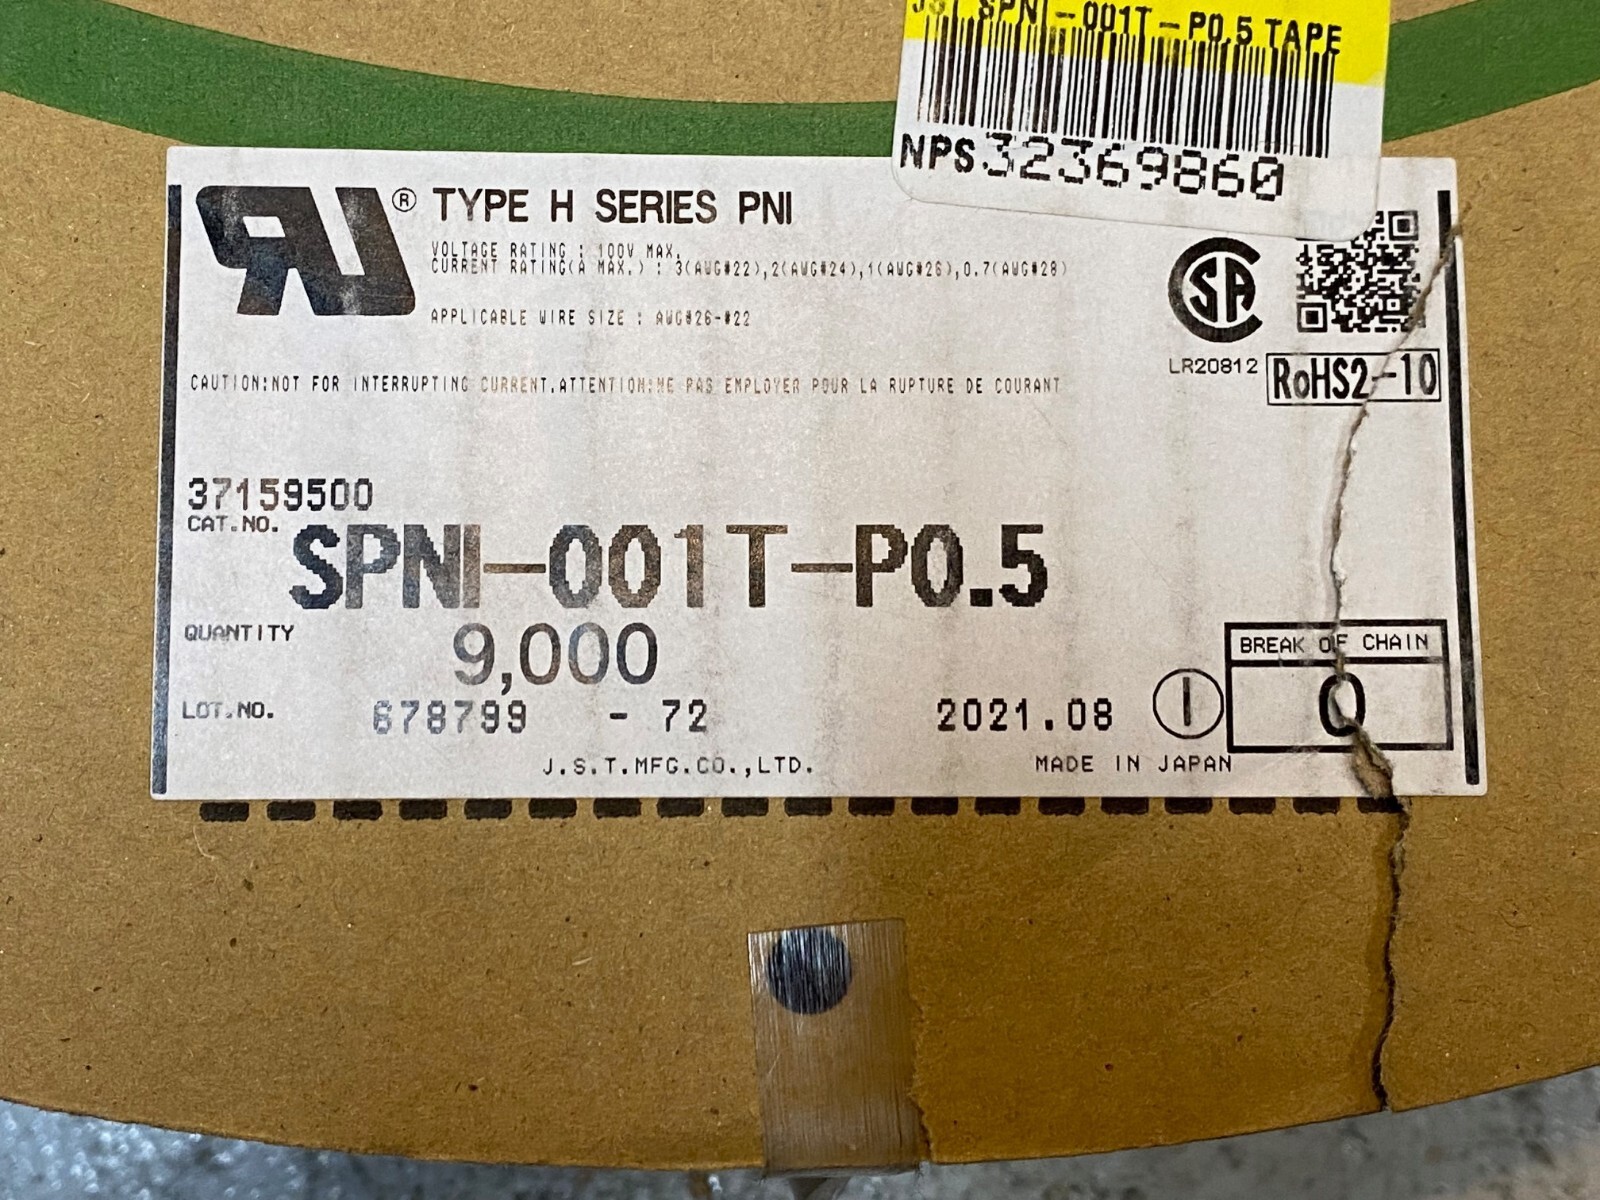 JST SPNI-001T-P0.5 TAPE
NPS32369860
® TYPE H SERIES PNI
VOLTAGE RATING : 100V MAX.
CURRENT RATING(A MAX.) : 3(AWG#22),2(AWG#24),1(AWG#26),0.7(AWG#28)
APPLICABLE WIRE SIZE : AWG#26-#22
CSA
LR20812
RoHS2-10
CAUTION:NOT FOR INTERRUPTING CURRENT.ATTENTION:NE PAS EMPLOYER POUR LA RUPTURE DE COURANT
37159500
CAT.NO. SPNI-001T-P0.5
QUANTITY 9,000
BREAK OF CHAIN
0
LOT.NO. 678799 - 72 2021.08 I
J.S.T.MFG.CO.,LTD. MADE IN JAPAN